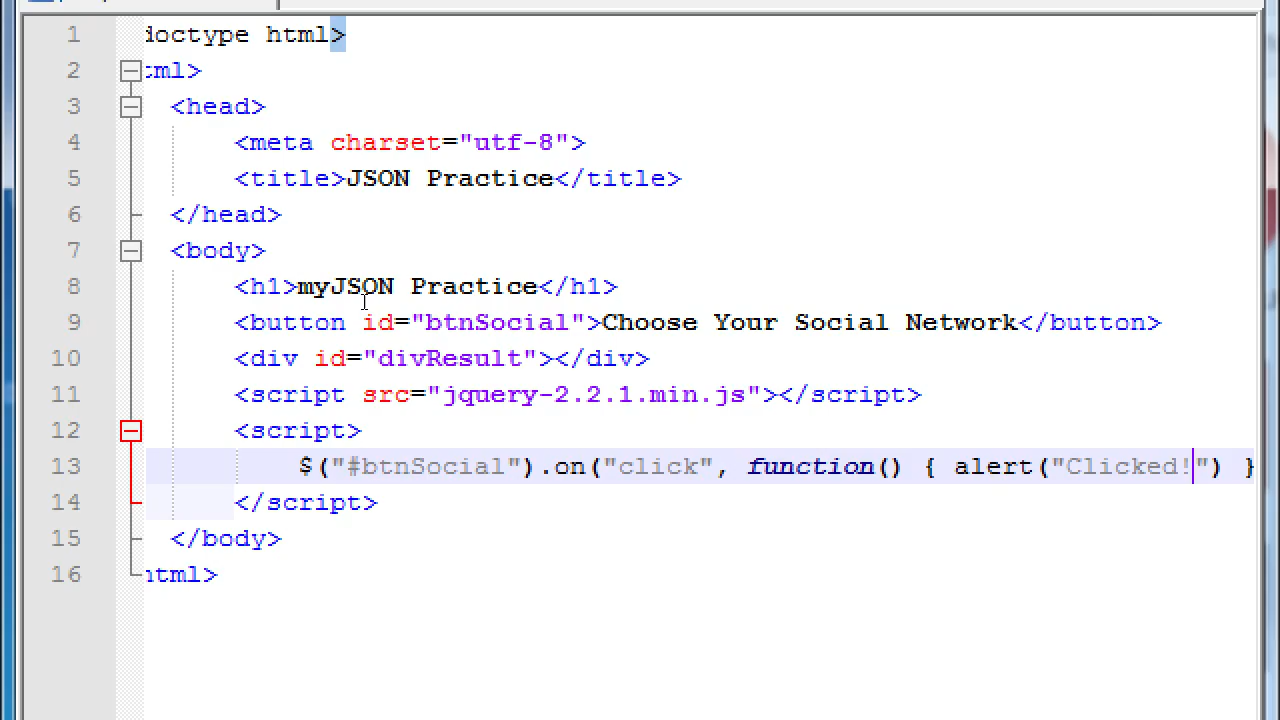 1 doctype html>
2 tml>
3 <head>
4 <meta charset="utf-8">
5 <title>JSON Practice</title>
6 </head>
7 <body>
8 <h1>myJSON Practice</h1>
9 <button id="btnSocial">Choose Your Social Network</button>
10 <div id="divResult"></div>
11 <script src="jquery-2.2.1.min.js"></script>
12 <script>
13 $("#btnSocial").on("click", function() { alert("Clicked!") }
14 </script>
15 </body>
16 html>